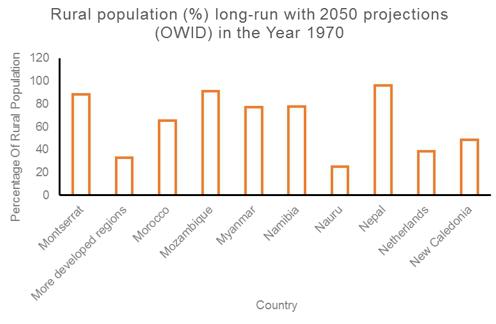 Rural population (%) long-run with 2050 projections
(OWID) in the Year 1970
Percentage Of Rural Population
120
100
80
60
40
20
0
Montserrat
More developed regions
Morocco
Mozambique
Myanmar
Namibia
Nauru
Nepal
Netherlands
New Caledonia
Country